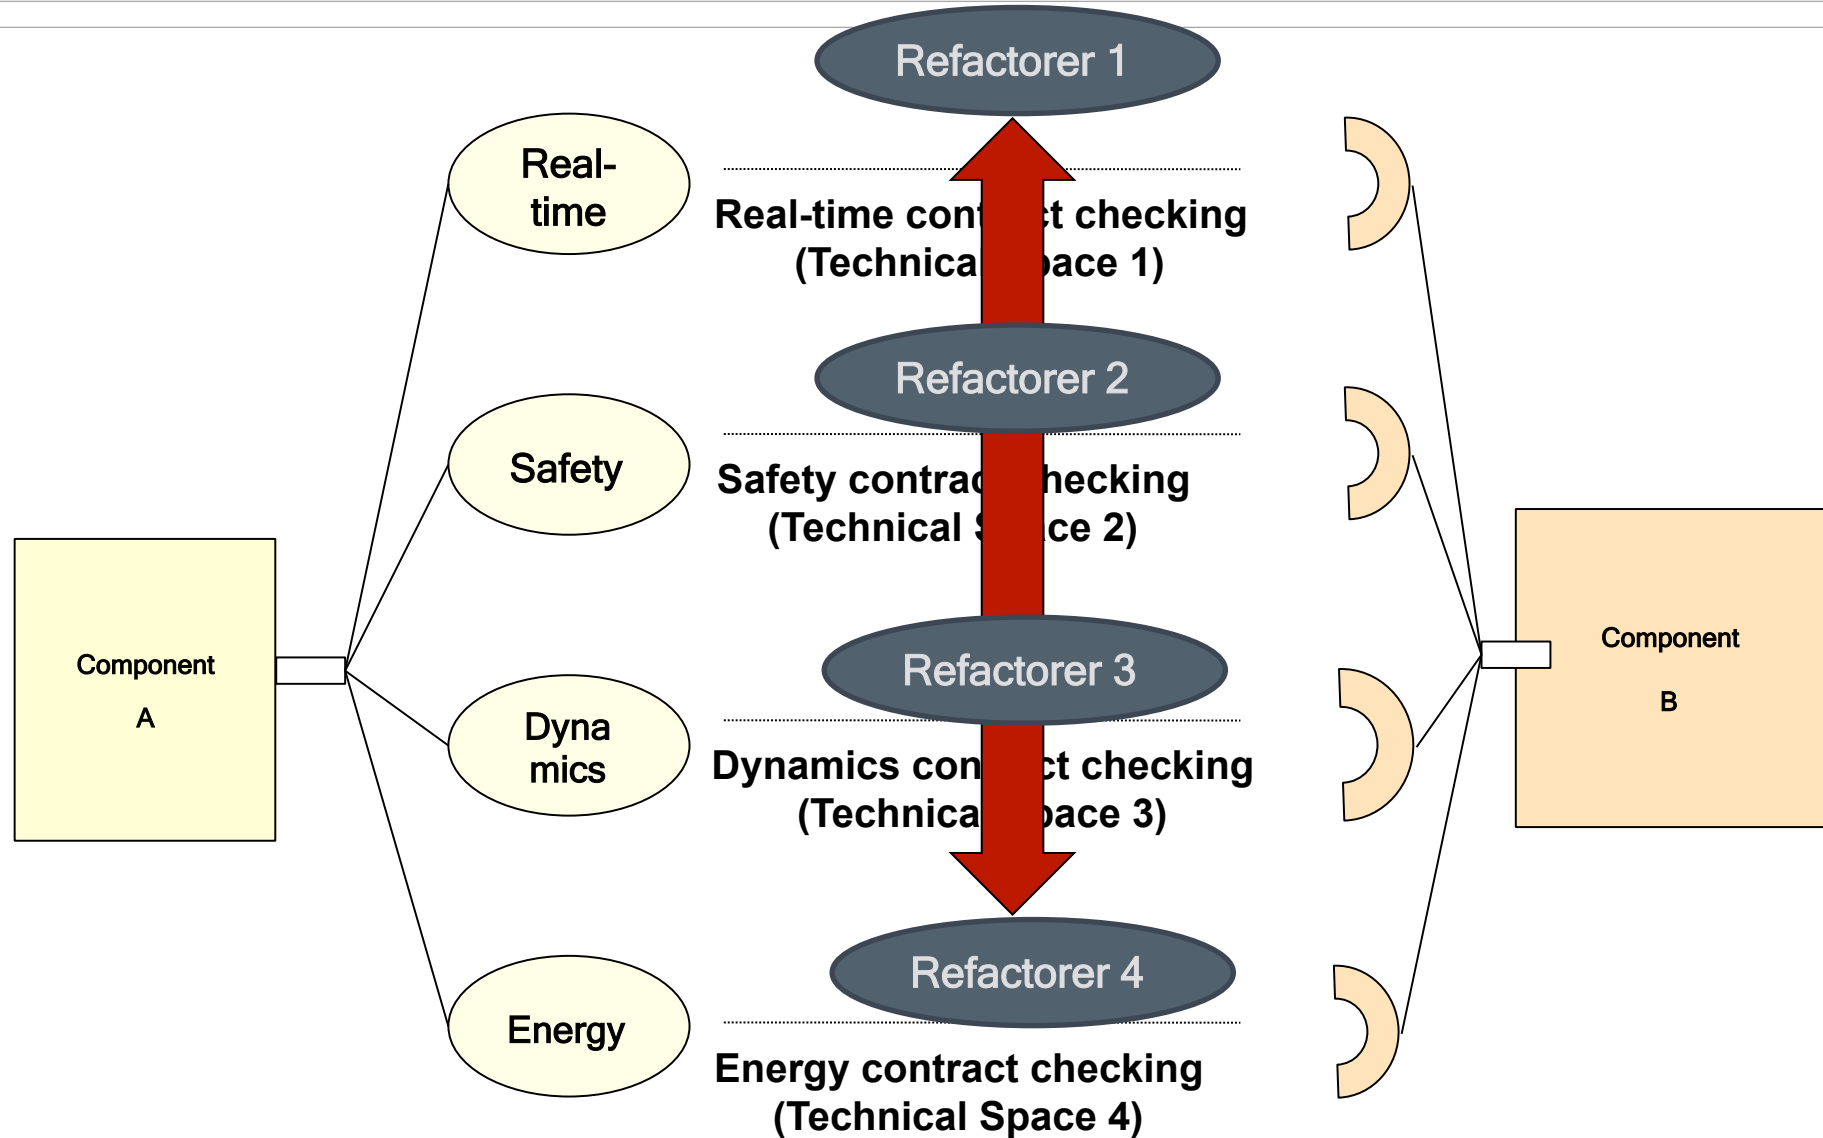 Refactorer 1
Real-
time
Real-time cont ct checking
(Technica pace 1)
Refactorer 2
Safety
Safety contrac hecking
(Technical S ce 2)
Component
A
Refactorer 3
Component
B
Dyna
mics
Dynamics con ct checking
(Technica pace 3)
Refactorer 4
Energy
Energy contract checking
(Technical Space 4)